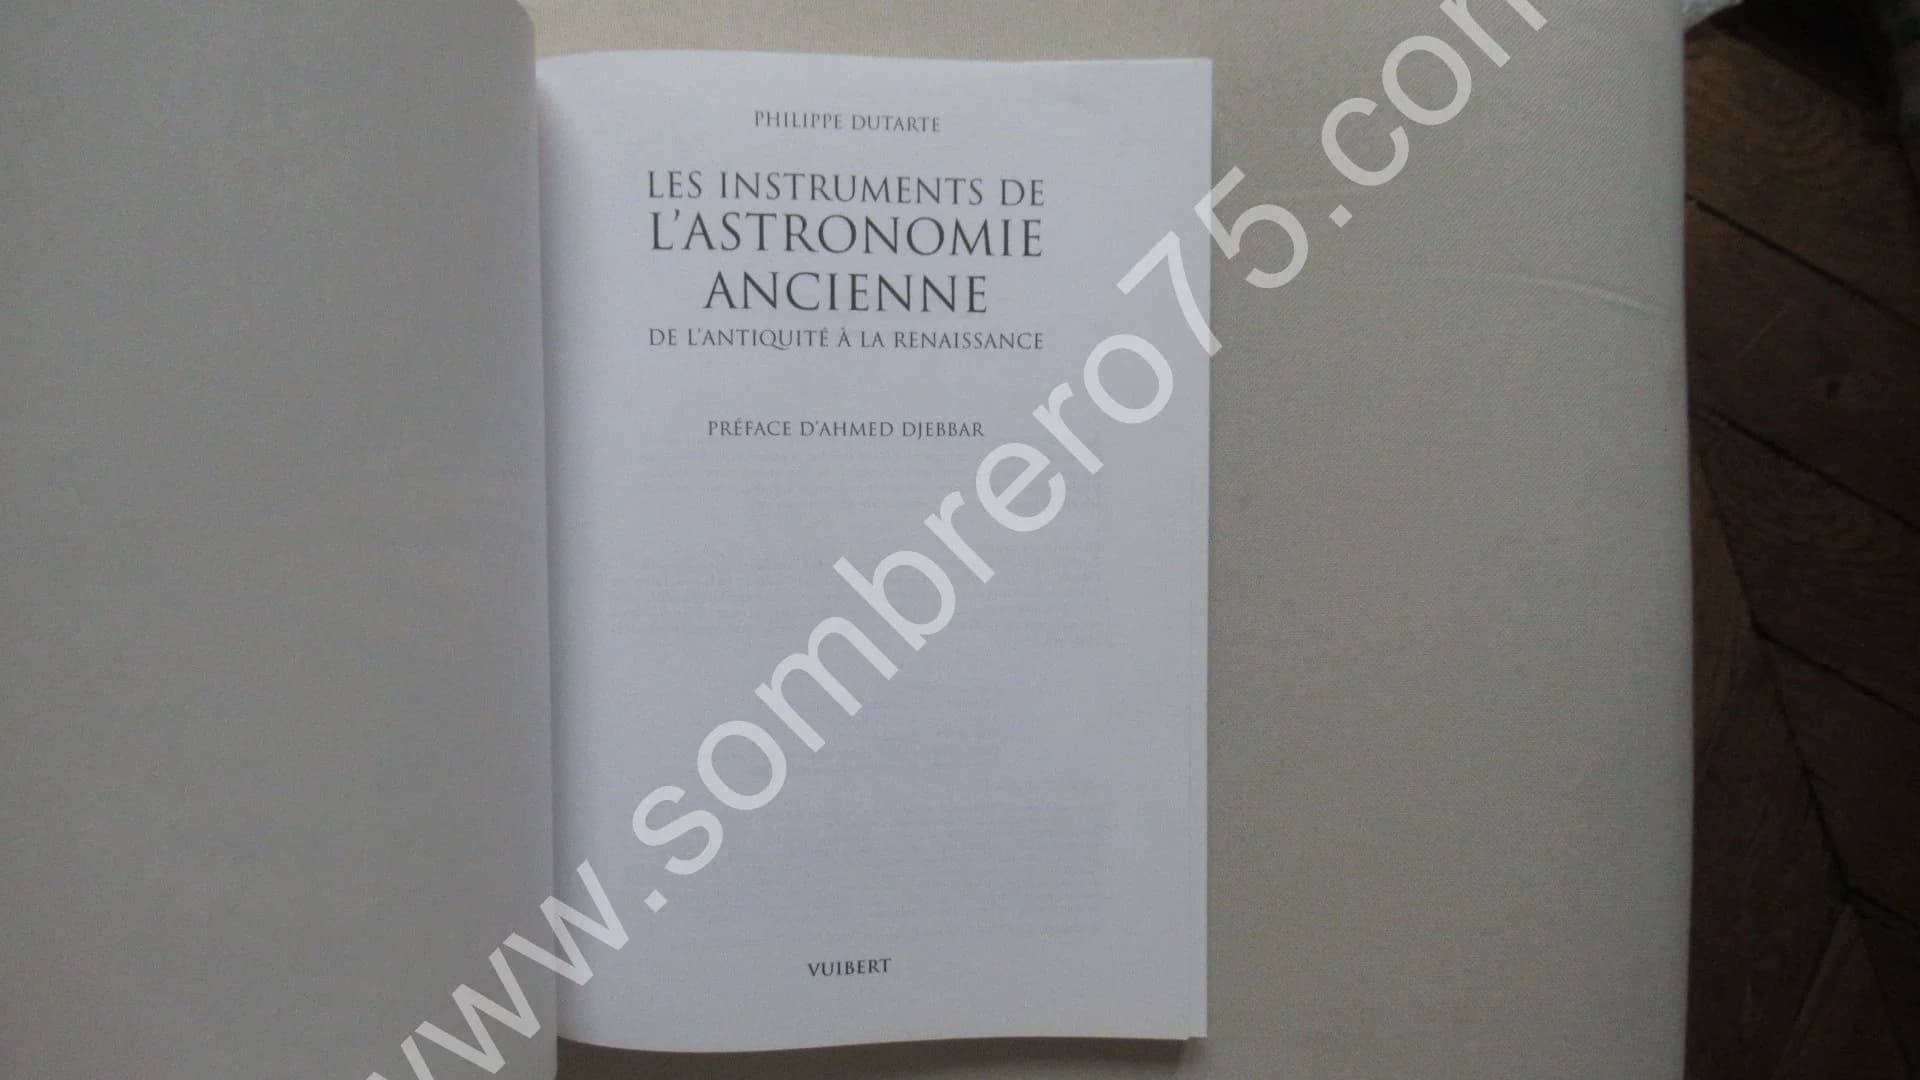 PHILIPPE DUTARTE
LES INSTRUMENTS DE
L'ASTRONOMIE
ANCIENNE
DE L'ANTIQUITÉ À LA RENAISSANCE
PRÉFACE D'AHMED DJEBBAR
VUIBERT
www.sombrero75.com